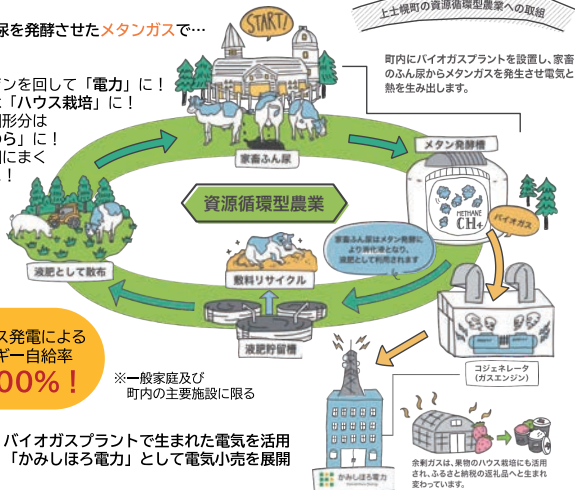 上士幌町の資源循環型農業への取組
尿を発酵させたメタンガスで…
ンを回して「電力」に！
「ハウス栽培」に！
固形分は
ら」に！
にまく
！
START!
町内にバイオガスプラントを設置し、家畜
のふん尿からメタンガスを発生させ電気と
熱を生み出します。
家畜ふん尿
メタン発酵槽
METHANE
CH4
バイオガス
資源循環型農業
家畜ふん尿はメタン発酵に
より消化液となり、
液肥として利用されます
液肥として散布
敷料リサイクル
液肥貯留槽
コジェネレータ
(ガスエンジン)
ス発電による
ギー自給率
00%！
※一般家庭及び
町内の主要施設に限る
バイオガスプラントで生まれた電気を活用
「かみしほろ電力」として電気小売を展開
かみしほろ電力
余剰ガスは、果物のハウス栽培にも活用
され、ふるさと納税の返礼品へと生まれ
変わっています。